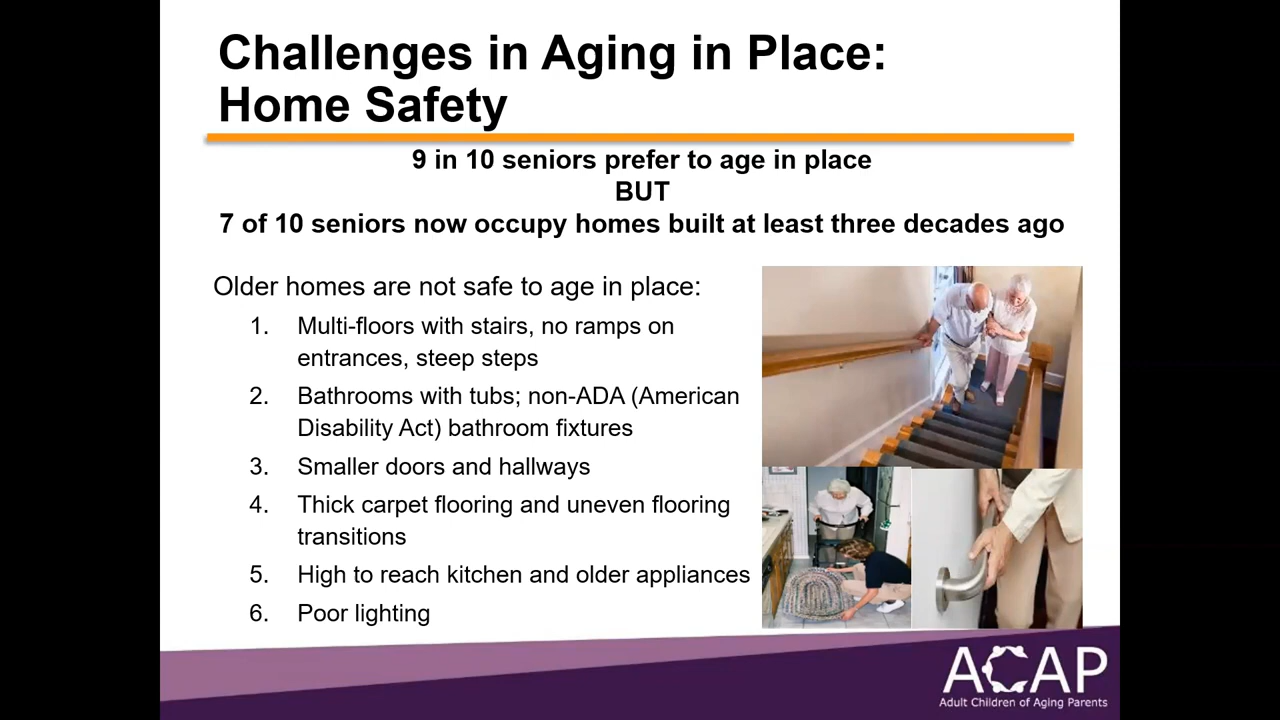 Challenges in Aging in Place:
Home Safety
9 in 10 seniors prefer to age in place
BUT
7 of 10 seniors now occupy homes built at least three decades ago
Older homes are not safe to age in place:
1. Multi-floors with stairs, no ramps on
entrances, steep steps
2. Bathrooms with tubs; non-ADA (American
Disability Act) bathroom fixtures
3. Smaller doors and hallways
4. Thick carpet flooring and uneven flooring
transitions
5. High to reach kitchen and older appliances
6. Poor lighting
ACAP
Adult Children of Aging Parents